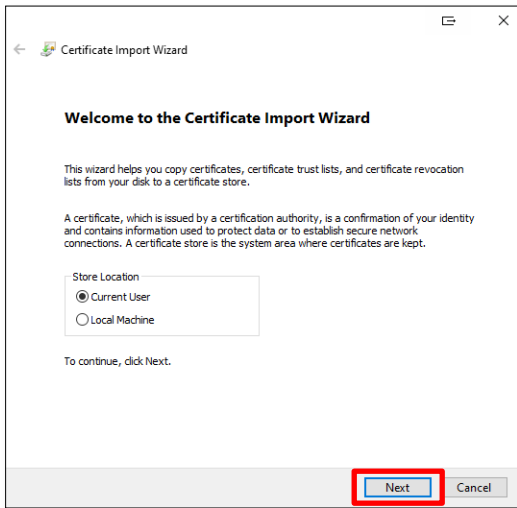 Certificate Import Wizard
Welcome to the Certificate Import Wizard
This wizard helps you copy certificates, certificate trust lists, and certificate revocation
lists from your disk to a certificate store.
A certificate, which is issued by a certification authority, is a confirmation of your identity
and contains information used to protect data or to establish secure network
connections. A certificate store is the system area where certificates are kept.
Store Location
Current User
Local Machine
To continue, click Next.
Next Cancel